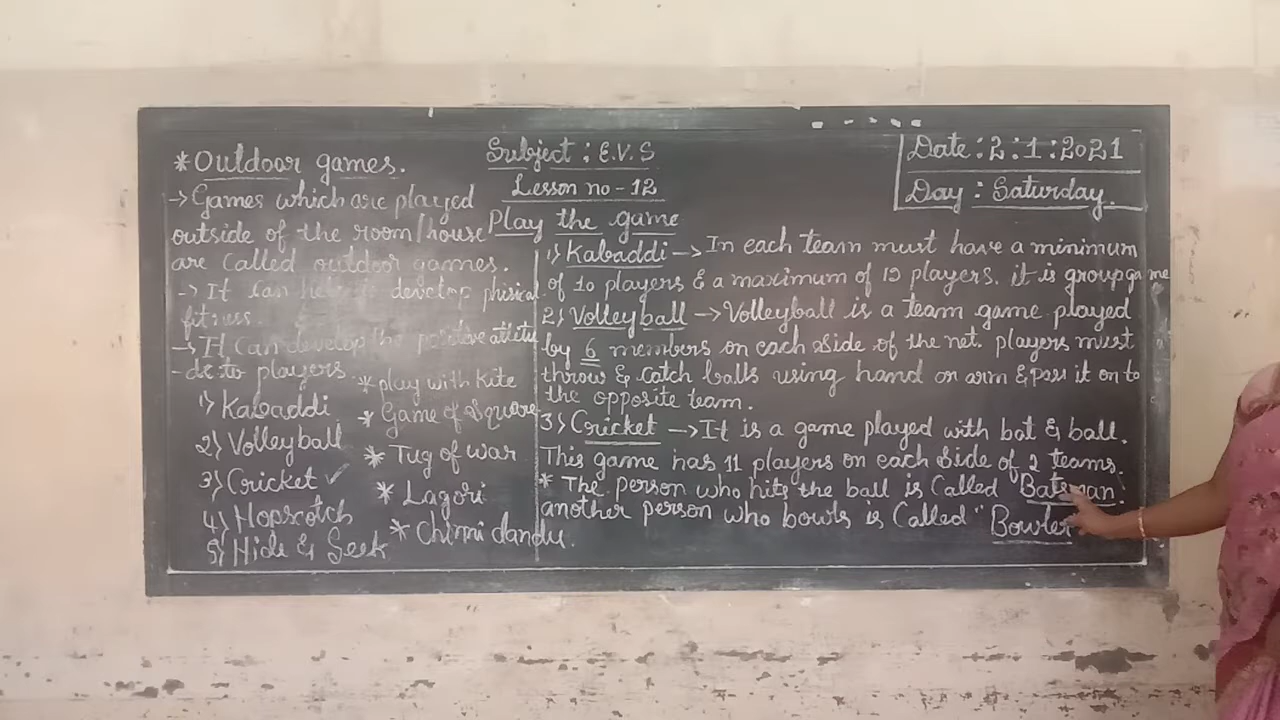 Subject : E.V.S
Lesson no - 12
Play the game
Date : 2 : 1 : 2021
Day : Saturday.
* Outdoor games.
→ Games which are played
outside of the room/house
are called outdoor games.
→ It can help to develop phisical
fitness.
→ It can develop the positive attitu
-de to players.
1) Kabaddi
2) Volleyball
3) Cricket ✓
4) Hopscotch
5) Hide & Seek
* play with kite
* Game of square
* Tug of war
* Lagori
* Chinni dandu.
1) Kabaddi → In each team must have a minimum
of 10 players & a maximum of 12 players. it is group game
2) Volleyball → Volleyball is a team game played
by 6 members on each side of the net. players must
throw & catch balls using hand or arm & pass it on to
the opposite team.
3) Cricket → It is a game played with bat & ball.
This game has 11 players on each side of 2 teams.
* The person who hits the ball is called Batsman.
another person who bowls is called "Bowler